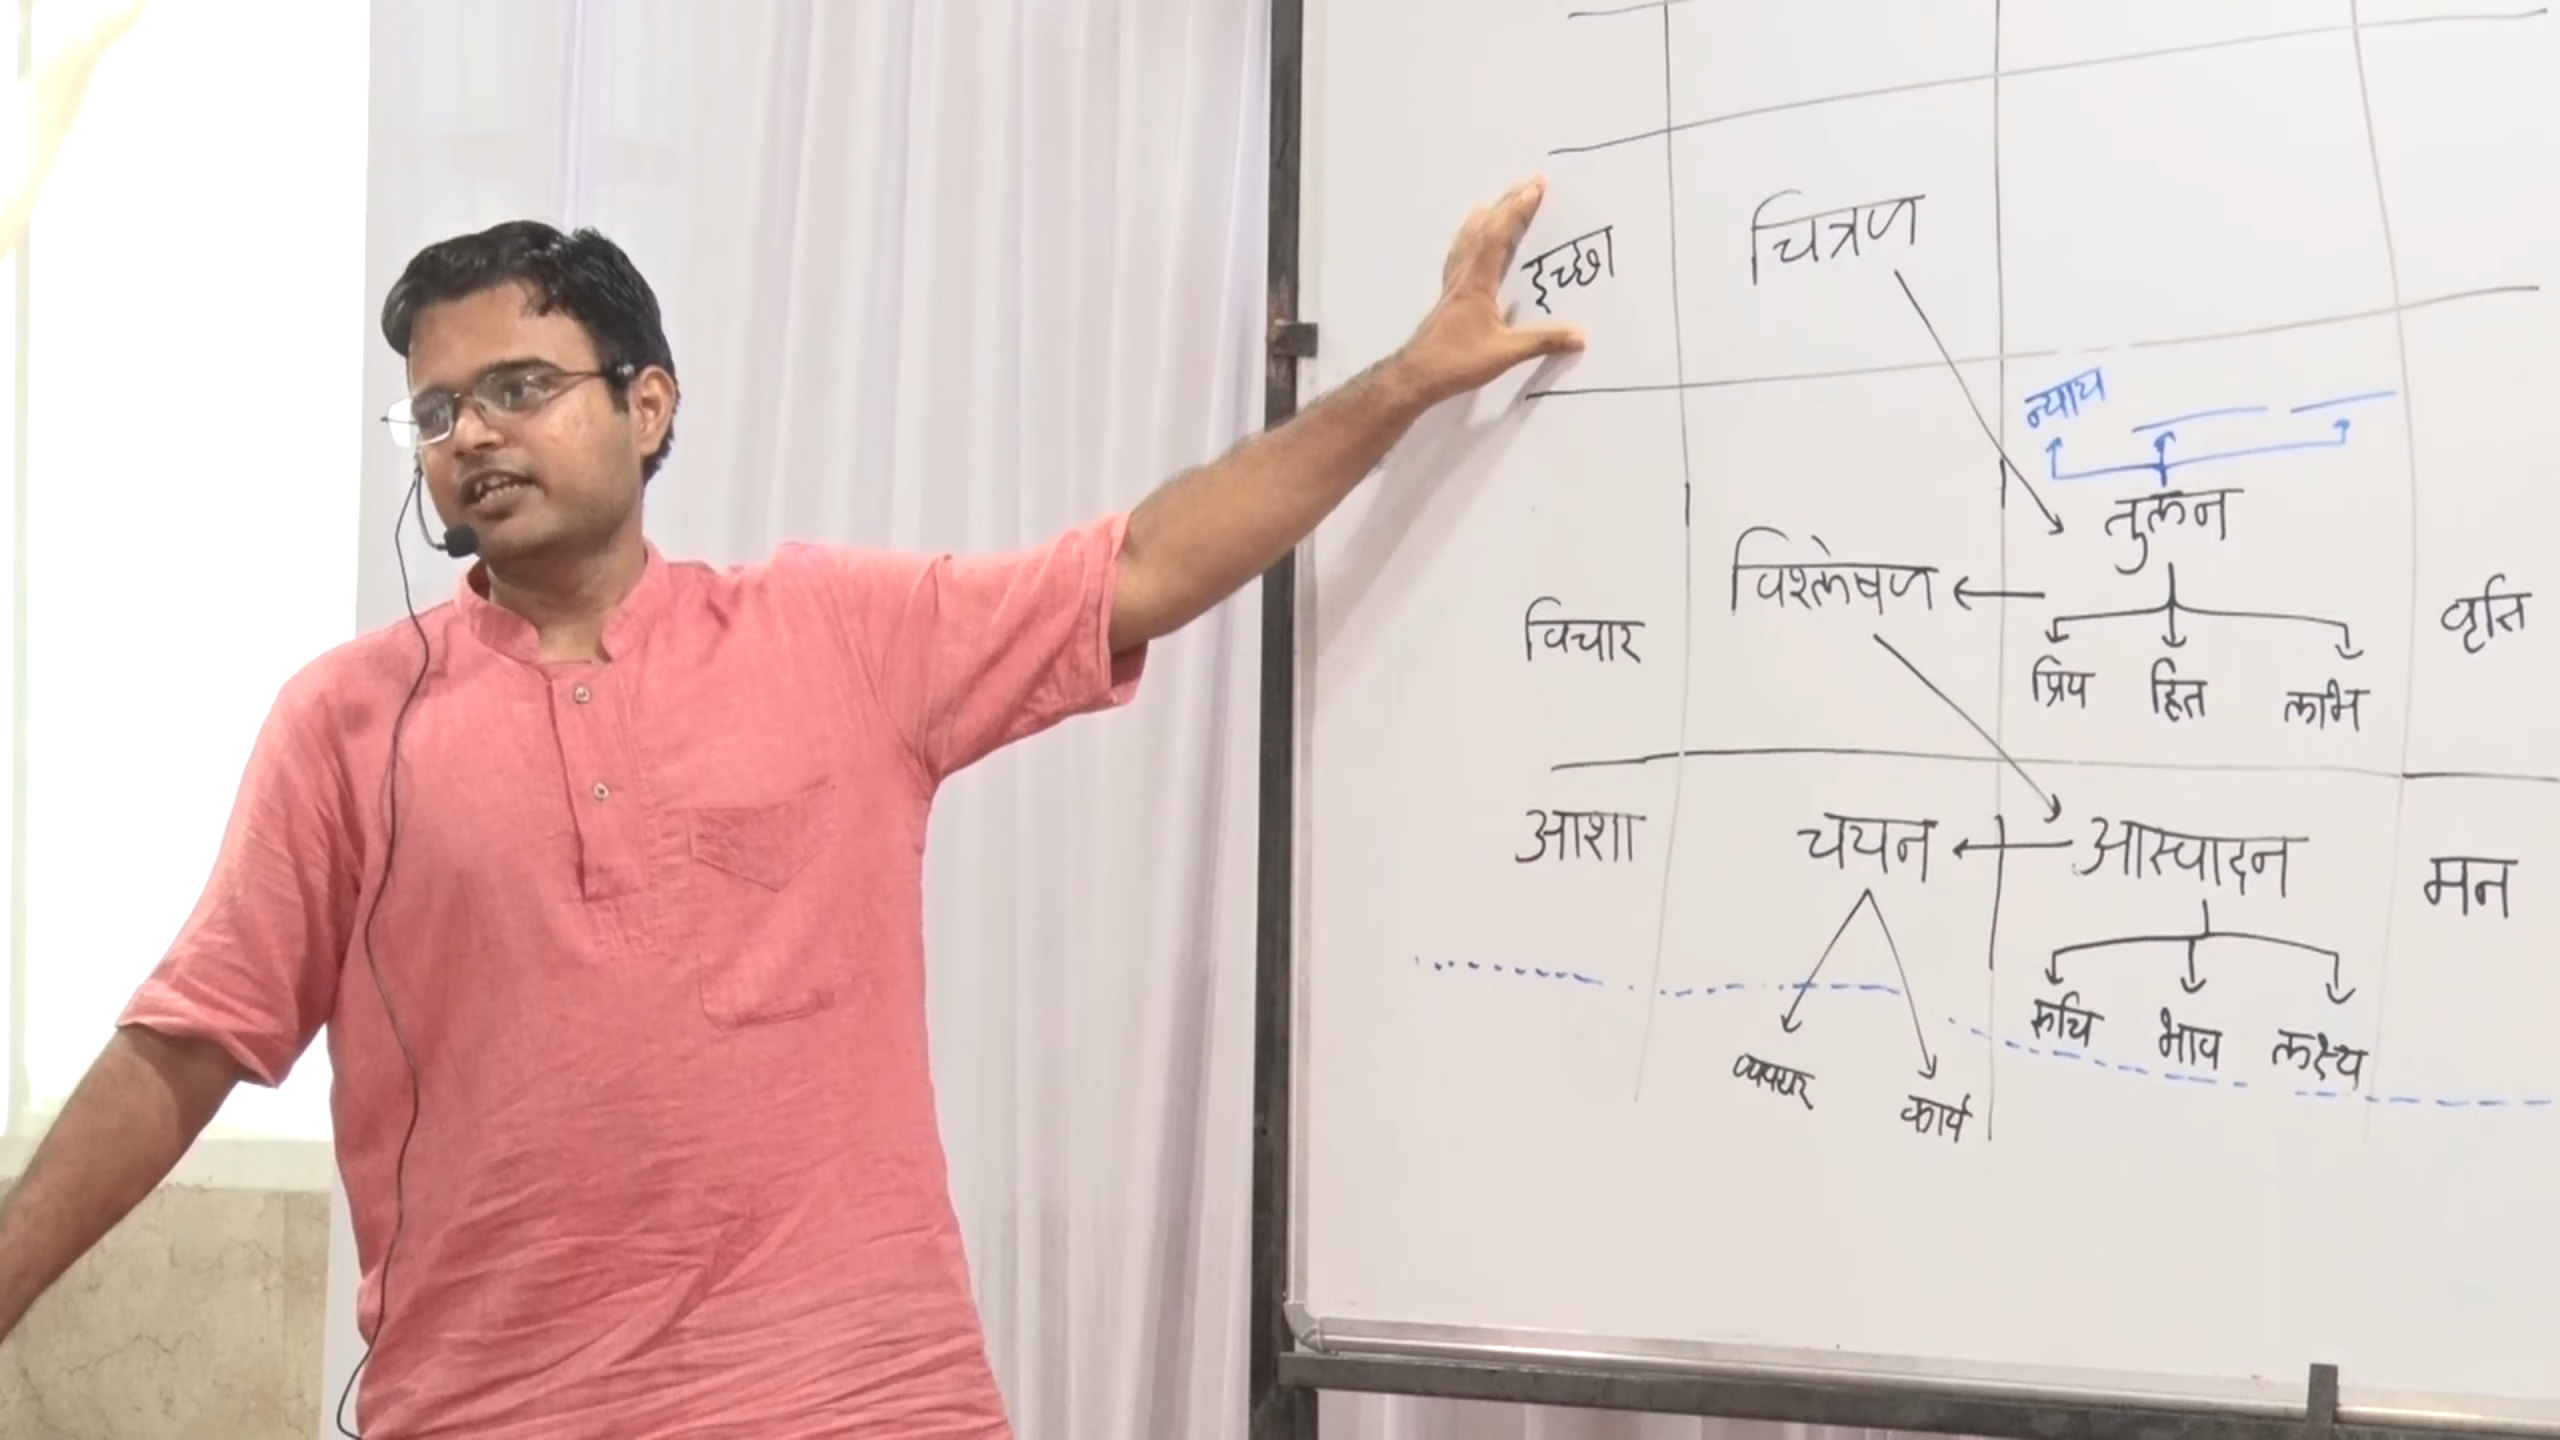 इच्छा चित्रण
न्याय
तुलन
विचार विश्लेषण वृत्ति
प्रिय हित लाभ
आशा चयन आस्वादन मन
रुचि भाव लक्ष्य
कार्य